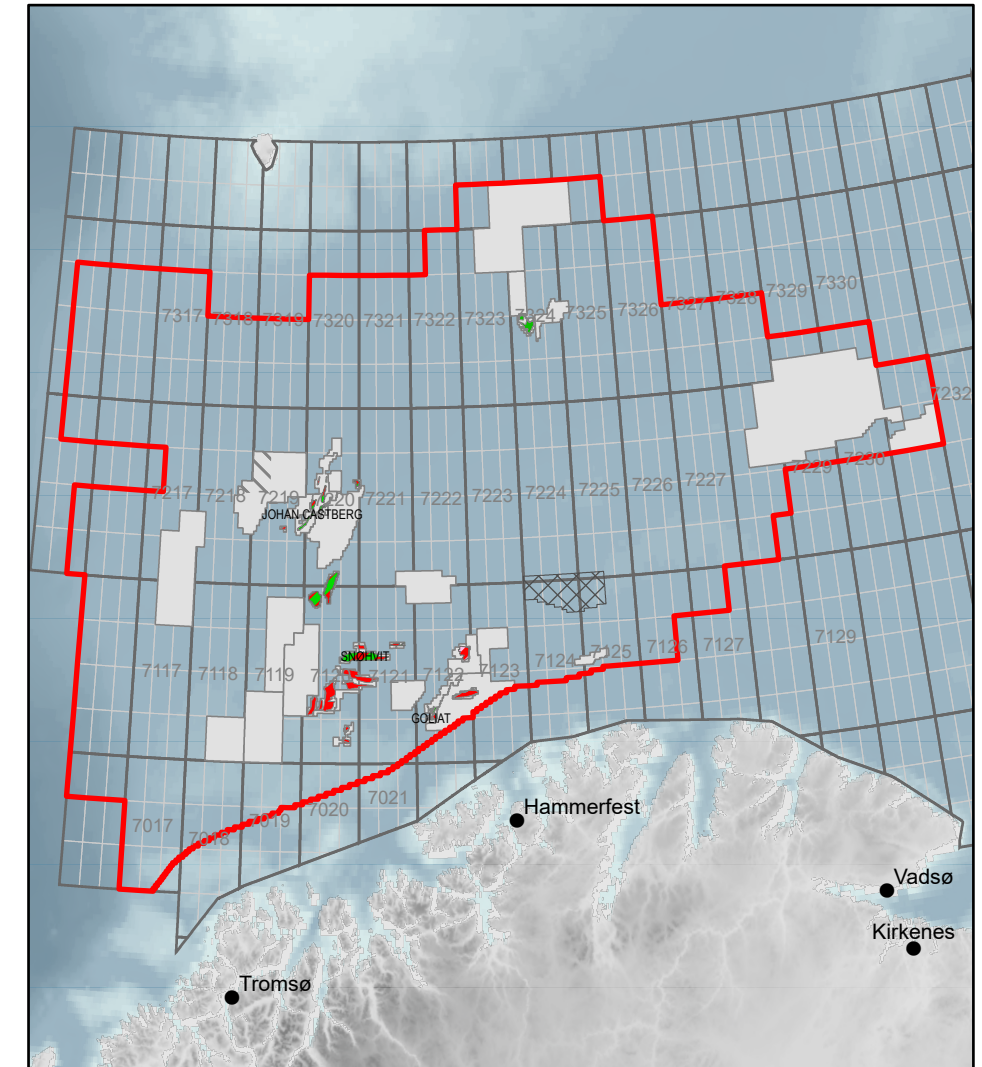 7317 7318 7319 7320 7321 7322 7323 7324 7325 7326 7327 7328 7329 7330
7232
7217 7218 7219 7220 7221 7222 7223 7224 7225 7226 7227 7229 7230
JOHAN CASTBERG
SNØHVIT
7117 7118 7119 7120 7121 7122 7123 7124 7125 7126 7127 7129
GOLIAT
7017 7018 7019 7020 7021
Hammerfest
Vadsø
Kirkenes
Tromsø